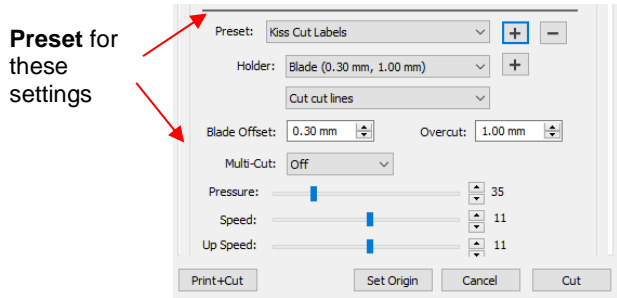 Preset for
these
settings
Preset: Kiss Cut Labels + −
Holder: Blade (0.30 mm, 1.00 mm) +
Cut cut lines
Blade Offset: 0.30 mm Overcut: 1.00 mm
Multi-Cut: Off
Pressure: 35
Speed: 11
Up Speed: 11
Print+Cut Set Origin Cancel Cut